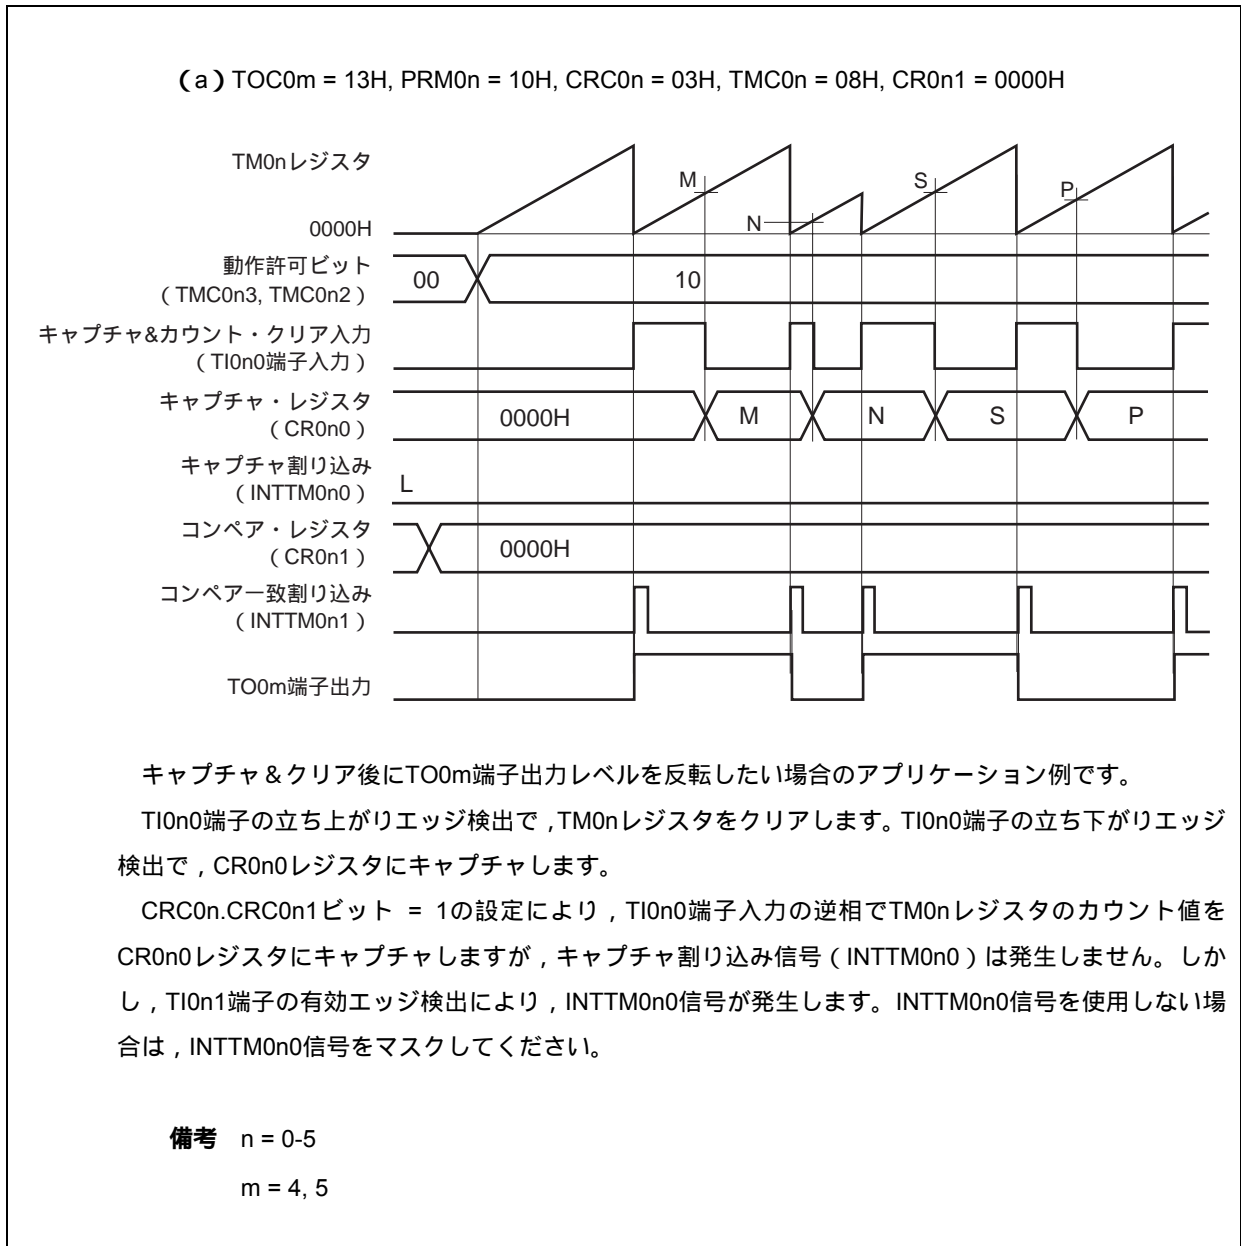 (a) TOC0m = 13H, PRM0n = 10H, CRC0n = 03H, TMC0n = 08H, CR0n1 = 0000H
TM0nレジスタ
M
S
P
N
0000H
動作許可ビット
（TMC0n3, TMC0n2）
00
10
キャプチャ&カウント・クリア入力
（TI0n0端子入力）
キャプチャ・レジスタ
（CR0n0）
0000H
M
N
S
P
キャプチャ割り込み
（INTTM0n0）
L
コンペア・レジスタ
（CR0n1）
0000H
コンペア一致割り込み
（INTTM0n1）
TO0m端子出力
キャプチャ＆クリア後にTO0m端子出力レベルを反転したい場合のアプリケーション例です。
TI0n0端子の立ち上がりエッジ検出で，TM0nレジスタをクリアします。TI0n0端子の立ち下がりエッジ
検出で，CR0n0レジスタにキャプチャします。
CRC0n.CRC0n1ビット = 1の設定により，TI0n0端子入力の逆相でTM0nレジスタのカウント値を
CR0n0レジスタにキャプチャしますが，キャプチャ割り込み信号（INTTM0n0）は発生しません。しか
し，TI0n1端子の有効エッジ検出により，INTTM0n0信号が発生します。INTTM0n0信号を使用しない場
合は，INTTM0n0信号をマスクしてください。
備考 n = 0-5
m = 4, 5